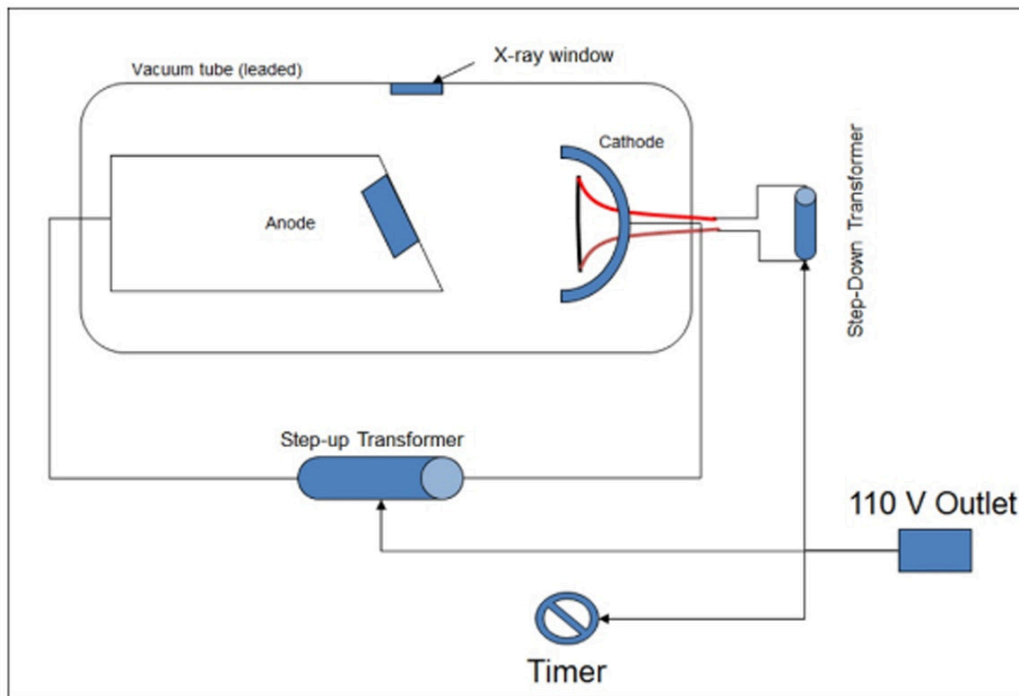 X-ray window
Vacuum tube (leaded)
Cathode
Step-Down Transformer
Anode
Step-up Transformer
110 V Outlet
Timer